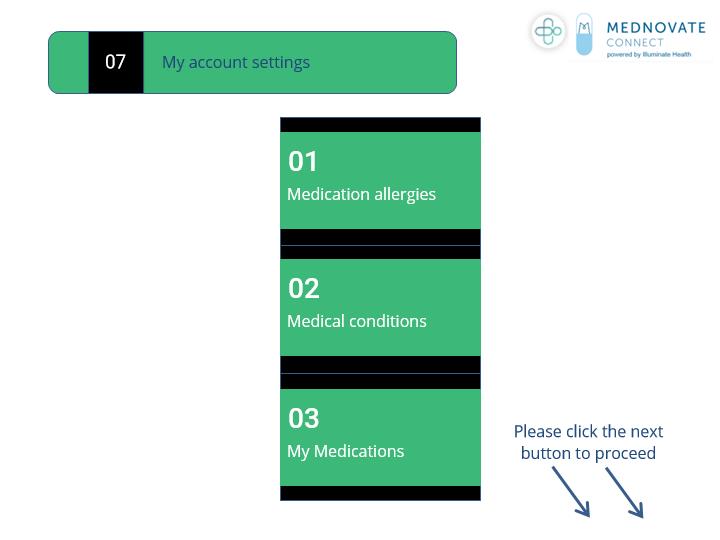 07
My account settings
MEDNOVATE
CONNECT
powered by Illuminate Health
01
Medication allergies
02
Medical conditions
03
My Medications
Please click the next
button to proceed